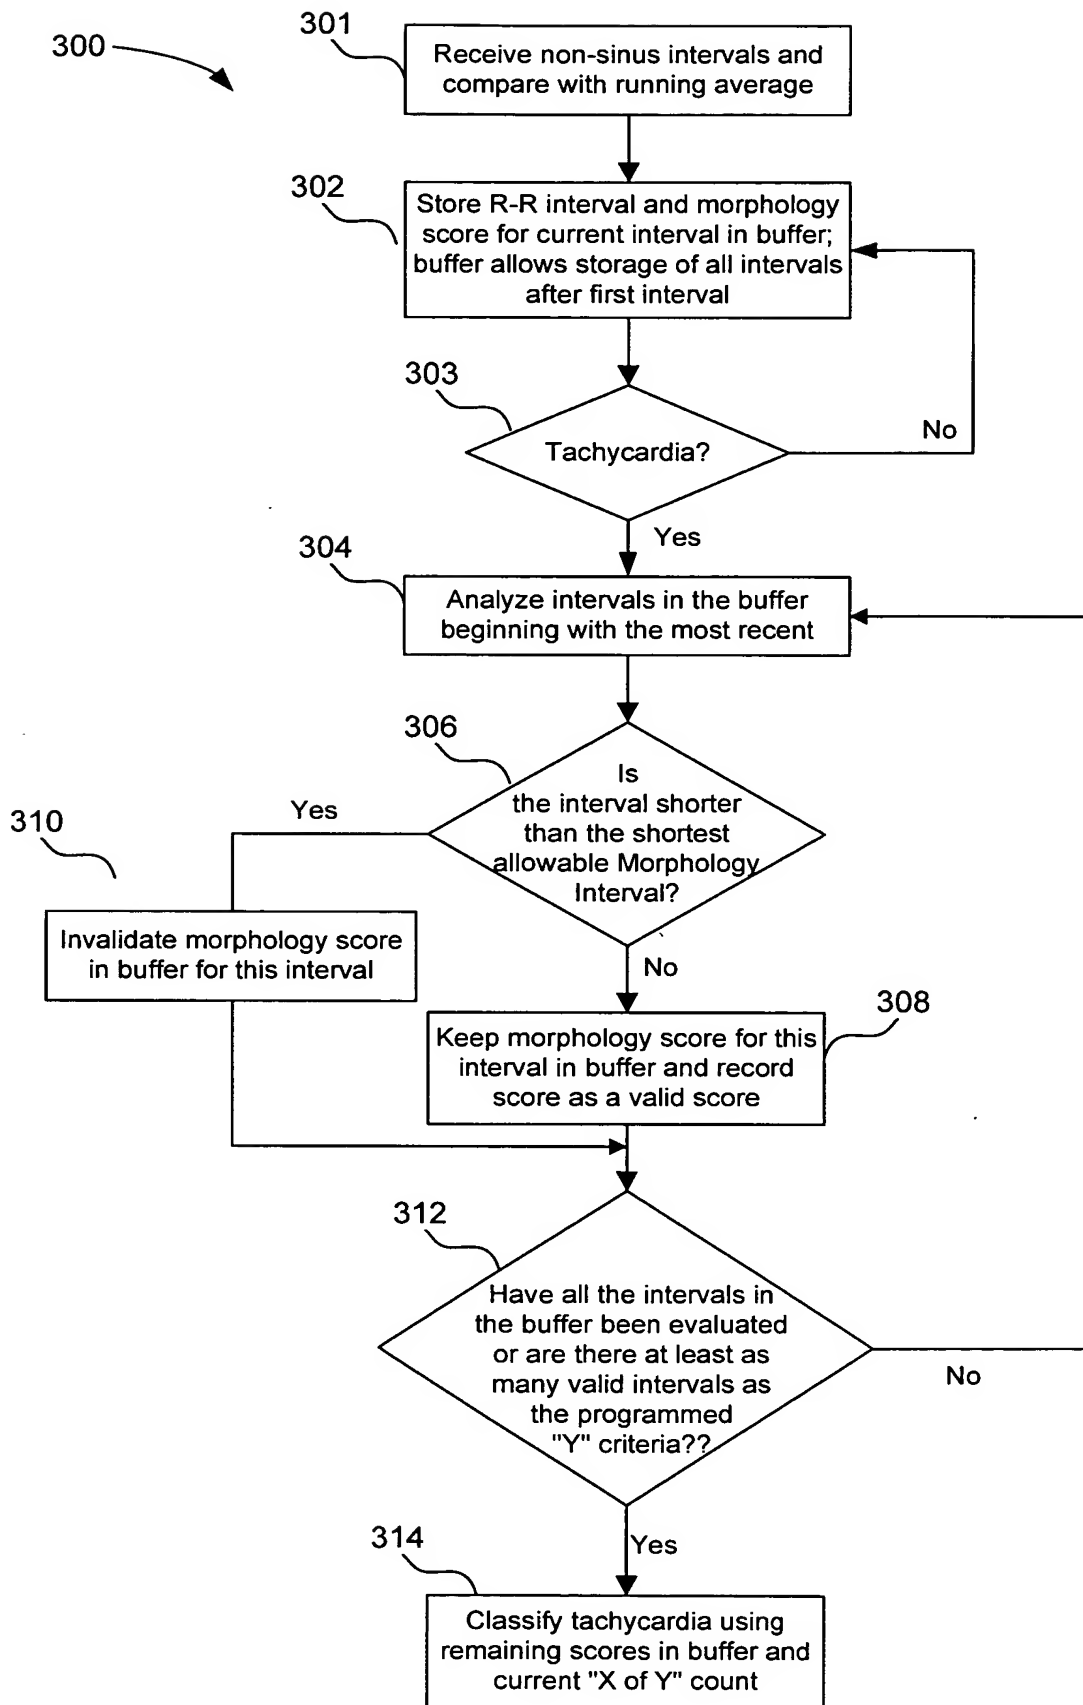 300
301
Receive non-sinus intervals and
compare with running average
302
Store R-R interval and morphology
score for current interval in buffer;
buffer allows storage of all intervals
after first interval
303
Tachycardia?
No
Yes
304
Analyze intervals in the buffer
beginning with the most recent
306
Is
the interval shorter
than the shortest
allowable Morphology
Interval?
Yes
310
Invalidate morphology score
in buffer for this interval
No
308
Keep morphology score for this
interval in buffer and record
score as a valid score
312
Have all the intervals in
the buffer been evaluated
or are there at least as
many valid intervals as
the programmed
"Y" criteria??
No
Yes
314
Classify tachycardia using
remaining scores in buffer and
current "X of Y" count